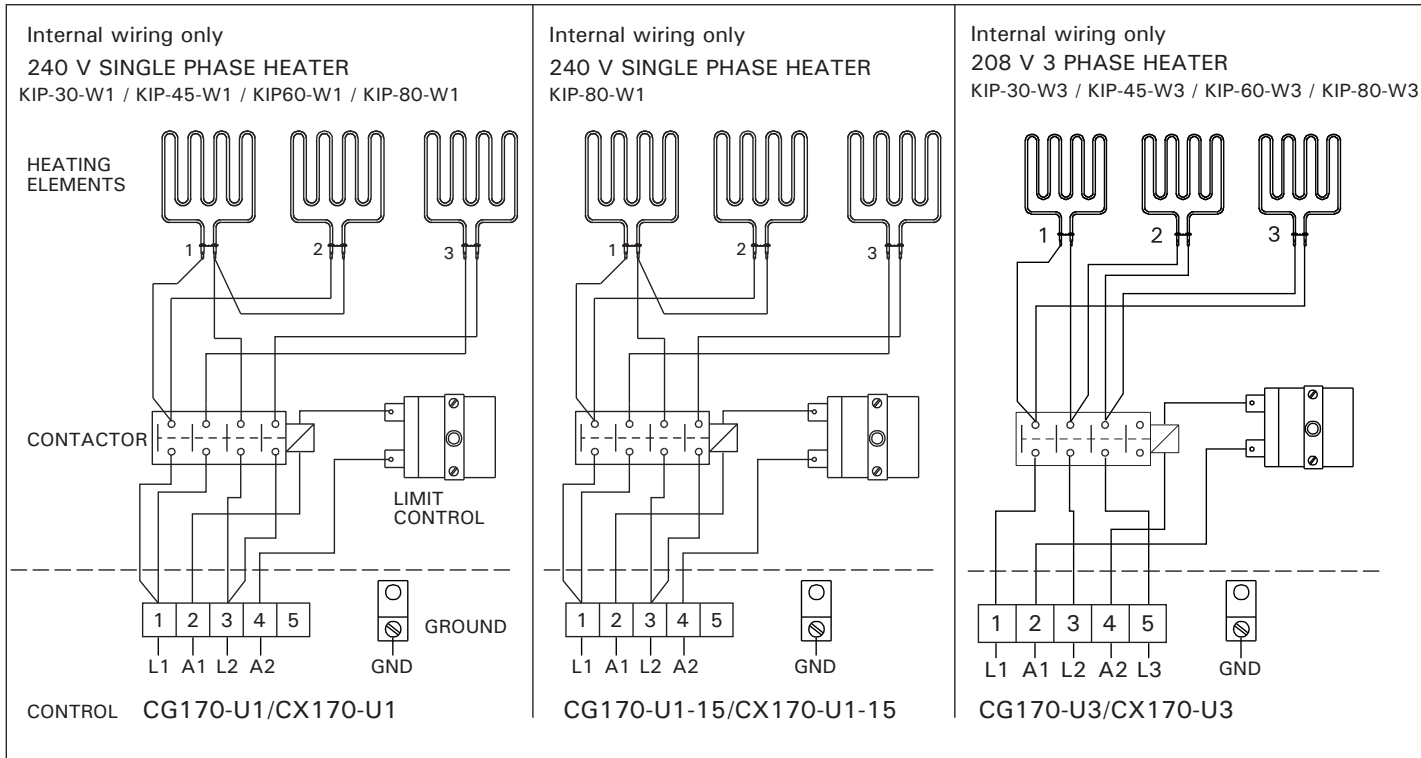 Internal wiring only
240 V SINGLE PHASE HEATER
KIP-30-W1 / KIP-45-W1 / KIP60-W1 / KIP-80-W1
HEATING
ELEMENTS
1
2
3
CONTACTOR
LIMIT
CONTROL
1 2 3 4 5
GROUND
L1 A1 L2 A2
GND
CONTROL CG170-U1/CX170-U1
Internal wiring only
240 V SINGLE PHASE HEATER
KIP-80-W1
1
2
3
1 2 3 4 5
L1 A1 L2 A2
GND
CG170-U1-15/CX170-U1-15
Internal wiring only
208 V 3 PHASE HEATER
KIP-30-W3 / KIP-45-W3 / KIP-60-W3 / KIP-80-W3
1
2
3
1 2 3 4 5
L1 A1 L2 A2 L3
GND
CG170-U3/CX170-U3